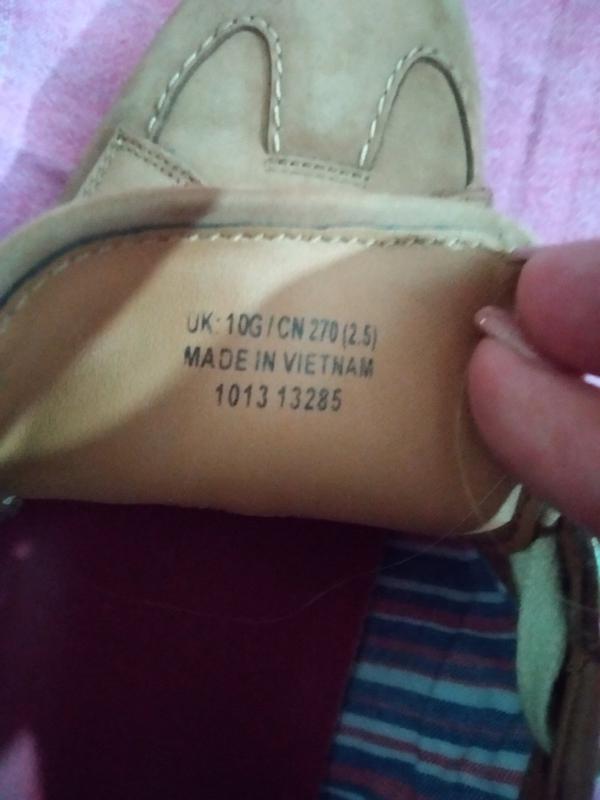 UK: 10G / CN 270 (2.5)
MADE IN VIETNAM
1013 13285